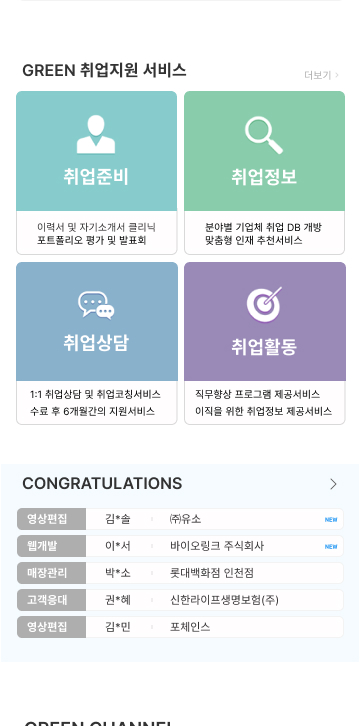 GREEN 취업지원 서비스
더보기
취업준비
취업정보
이력서 및 자기소개서 클리닉
포트폴리오 평가 및 발표회
분야별 기업체 취업 DB 개방
맞춤형 인재 추천서비스
취업상담
취업활동
1:1 취업상담 및 취업코칭서비스
수료 후 6개월간의 지원서비스
직무향상 프로그램 제공서비스
이직을 위한 취업정보 제공서비스
CONGRATULATIONS
영상편집 김*솔 ㈜유소 NEW
웹개발 이*서 바이오링크 주식회사 NEW
매장관리 박*소 롯대백화점 인천점
고객응대 권*혜 신한라이프생명보험(주)
영상편집 김*민 포체인스
GREEN CHANNEL